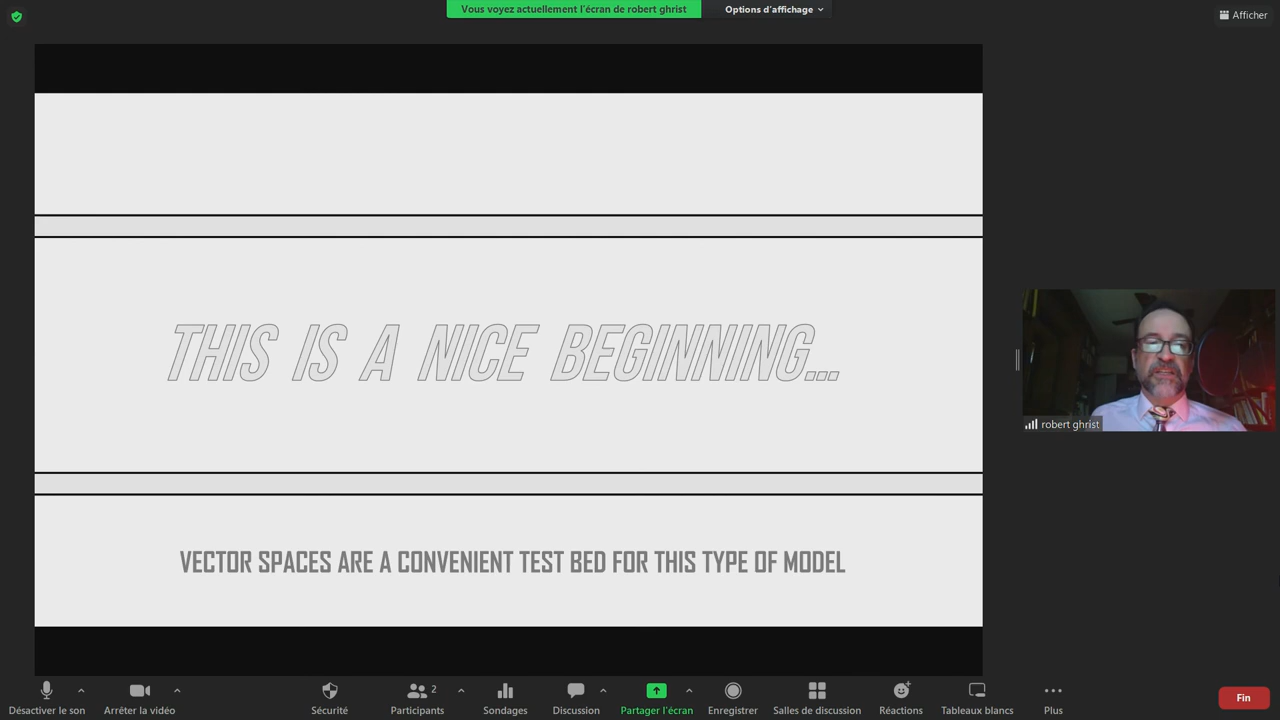 Vous voyez actuellement l'écran de robert ghrist
Options d'affichage
Afficher
THIS IS A NICE BEGINNING...
VECTOR SPACES ARE A CONVENIENT TEST BED FOR THIS TYPE OF MODEL
robert ghrist
2
Désactiver le son
Arrêter la vidéo
Sécurité
Participants
Sondages
Discussion
Partager l'écran
Enregistrer
Salles de discussion
Réactions
Tableaux blancs
Plus
Fin